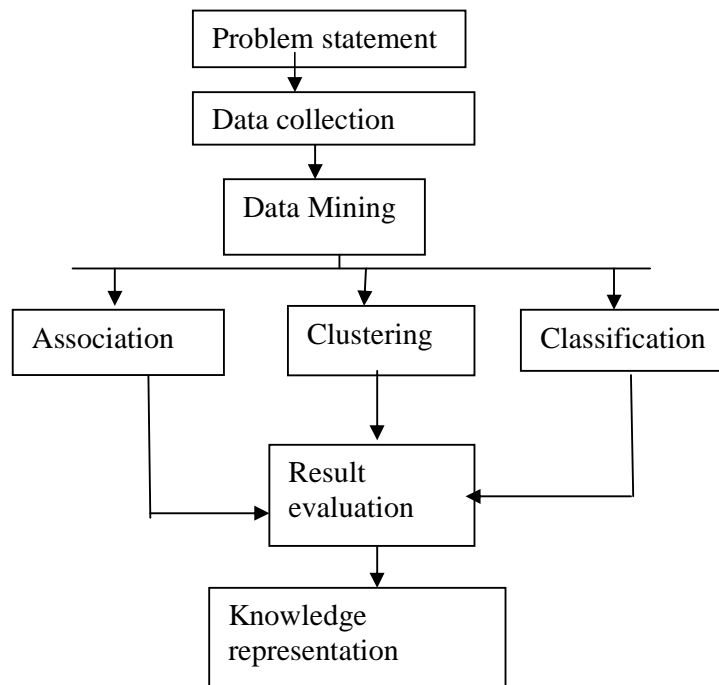 Problem statement
Data collection
Data Mining
Association
Clustering
Classification
Result
evaluation
Knowledge
representation